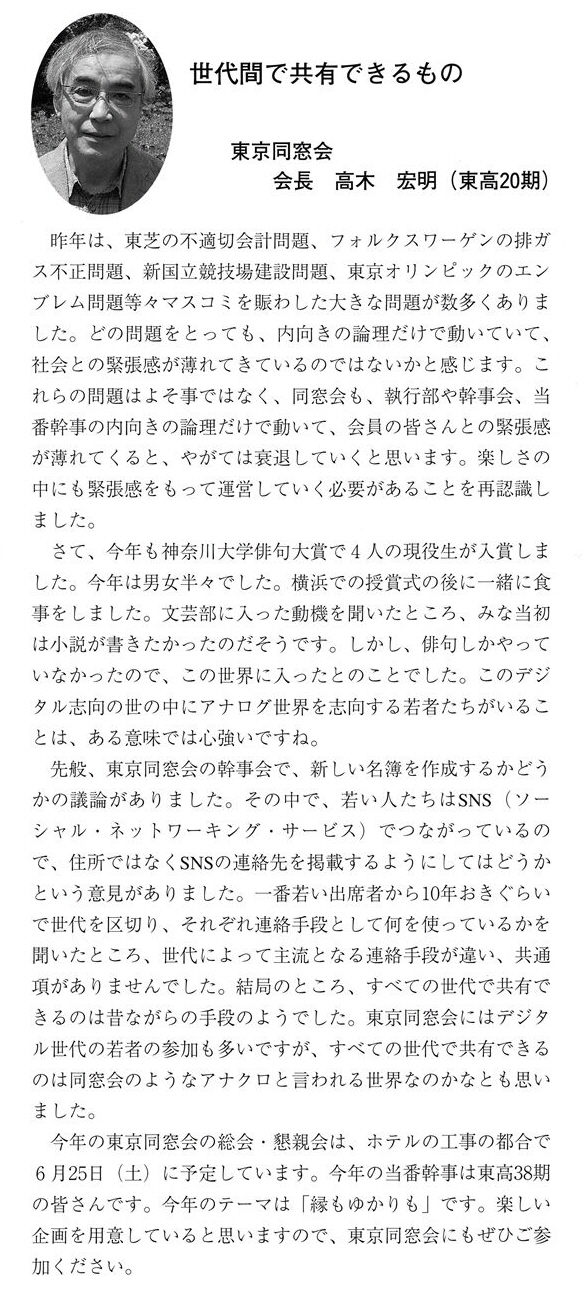 世代間で共有できるもの
東京同窓会
会長　高木　宏明（東高20期）
　昨年は、東芝の不適切会計問題、フォルクスワーゲンの排ガ
ス不正問題、新国立競技場建設問題、東京オリンピックのエン
ブレム問題等々マスコミを賑わした大きな問題が数多くありま
した。どの問題をとっても、内向きの論理だけで動いていて、
社会との緊張感が薄れてきているのではないかと感じます。こ
れらの問題はよそ事ではなく、同窓会も、執行部や幹事会、当
番幹事の内向きの論理だけで動いて、会員の皆さんとの緊張感
が薄れてくると、やがては衰退していくと思います。楽しさの
中にも緊張感をもって運営していく必要があることを再認識し
ました。
　さて、今年も神奈川大学俳句大賞で４人の現役生が入賞しま
した。今年は男女半々でした。横浜での授賞式の後に一緒に食
事をしました。文芸部に入った動機を聞いたところ、みな当初
は小説が書きたかったのだそうです。しかし、俳句しかやって
いなかったので、この世界に入ったとのことでした。このデジ
タル志向の世の中にアナログ世界を志向する若者たちがいるこ
とは、ある意味では心強いですね。
　先般、東京同窓会の幹事会で、新しい名簿を作成するかどう
かの議論がありました。その中で、若い人たちはSNS（ソー
シャル・ネットワーキング・サービス）でつながっているの
で、住所ではなくSNSの連絡先を掲載するようにしてはどうか
という意見がありました。一番若い出席者から10年おきぐらい
で世代を区切り、それぞれ連絡手段として何を使っているかを
聞いたところ、世代によって主流となる連絡手段が違い、共通
項がありませんでした。結局のところ、すべての世代で共有で
きるのは昔ながらの手段のようでした。東京同窓会にはデジタ
ル世代の若者の参加も多いですが、すべての世代で共有できる
のは同窓会のようなアナクロと言われる世界なのかなとも思い
ました。
　今年の東京同窓会の総会・懇親会は、ホテルの工事の都合で
６月25日（土）に予定しています。今年の当番幹事は東高38期
の皆さんです。今年のテーマは「縁もゆかりも」です。楽しい
企画を用意していると思いますので、東京同窓会にもぜひご参
加ください。